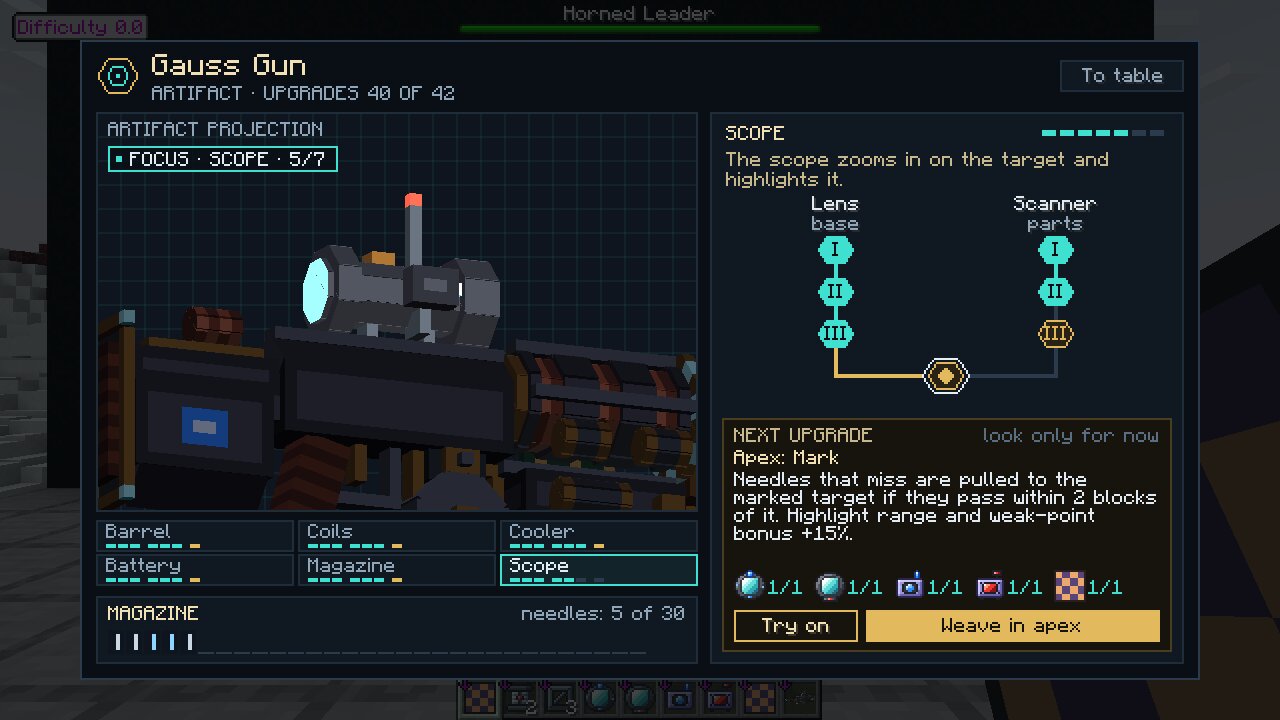 Difficulty 0.0
Horned Leader
Gauss Gun
ARTIFACT · UPGRADES 40 OF 42
To table
ARTIFACT PROJECTION
FOCUS · SCOPE · 5/7
SCOPE
The scope zooms in on the target and
highlights it.
Lens
base
Scanner
parts
I
I
II
II
III
III
NEXT UPGRADE
look only for now
Apex: Mark
Needles that miss are pulled to the
marked target if they pass within 2 blocks
of it. Highlight range and weak-point
bonus +15%.
1/1 1/1 1/1 1/1 1/1
Try on
Weave in apex
Barrel
Coils
Cooler
Battery
Magazine
Scope
MAGAZINE
needles: 5 of 30
2
3